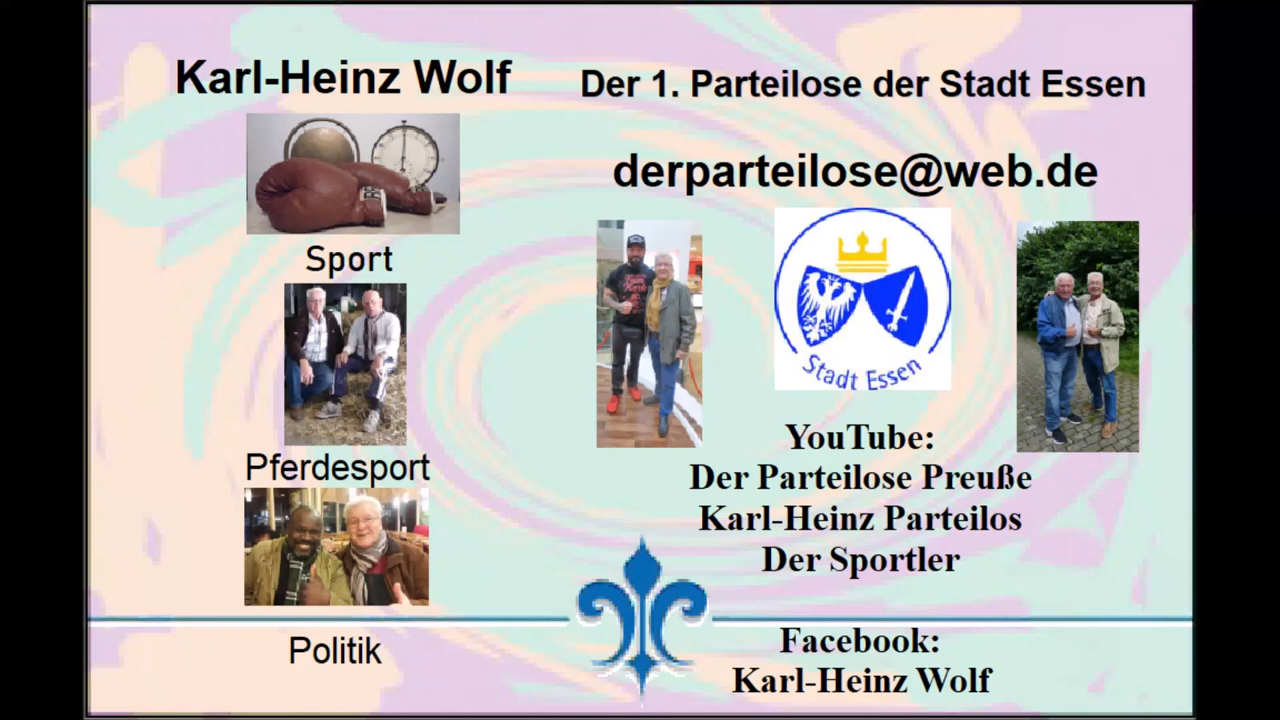 Karl-Heinz Wolf
Der 1. Parteilose der Stadt Essen
derparteilose@web.de
Sport
Pferdesport
Politik
Stadt Essen
YouTube:
Der Parteilose Preuße
Karl-Heinz Parteilos
Der Sportler
Facebook:
Karl-Heinz Wolf